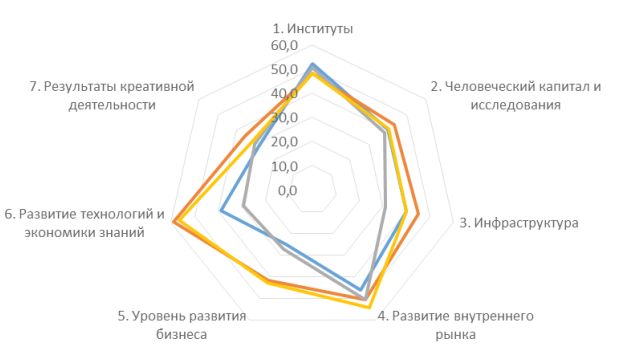 1. Институты
60,0
50,0
40,0
30,0
20,0
10,0
0,0
2. Человеческий капитал и
исследования
3. Инфраструктура
4. Развитие внутреннего
рынка
5. Уровень развития
бизнеса
6. Развитие технологий и
экономики знаний
7. Результаты креативной
деятельности